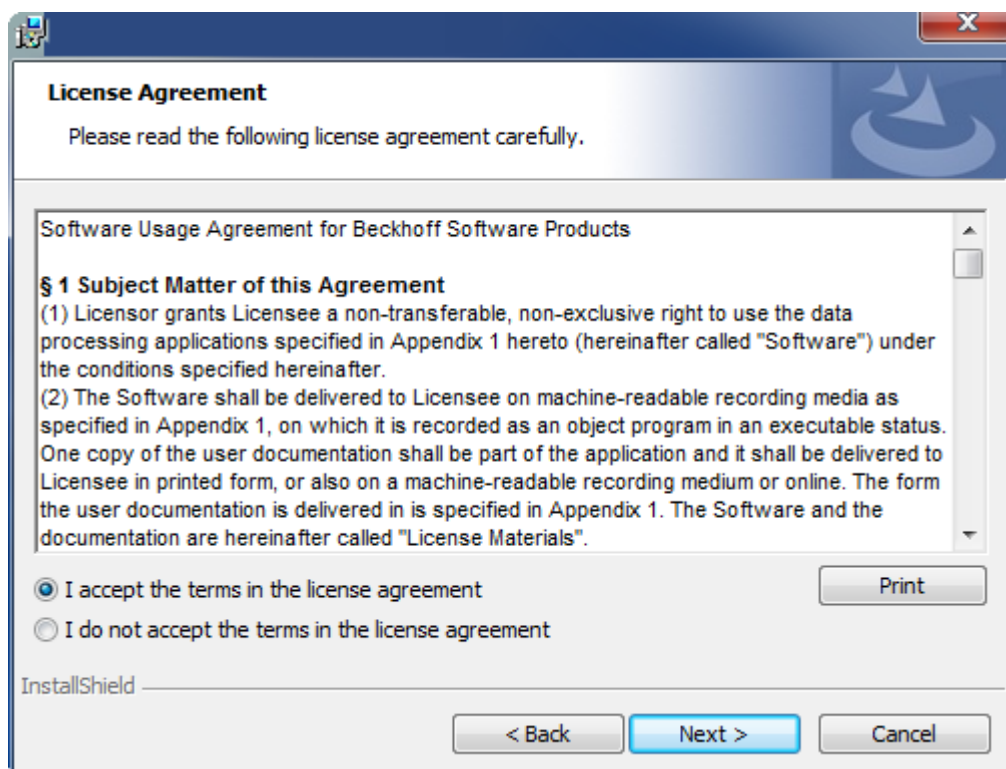 License Agreement
Please read the following license agreement carefully.
Software Usage Agreement for Beckhoff Software Products
§ 1 Subject Matter of this Agreement
(1) Licensor grants Licensee a non-transferable, non-exclusive right to use the data
processing applications specified in Appendix 1 hereto (hereinafter called "Software") under
the conditions specified hereinafter.
(2) The Software shall be delivered to Licensee on machine-readable recording media as
specified in Appendix 1, on which it is recorded as an object program in an executable status.
One copy of the user documentation shall be part of the application and it shall be delivered to
Licensee in printed form, or also on a machine-readable recording medium or online. The form
the user documentation is delivered in is specified in Appendix 1. The Software and the
documentation are hereinafter called "License Materials".
I accept the terms in the license agreement
Print
I do not accept the terms in the license agreement
InstallShield
< Back
Next >
Cancel